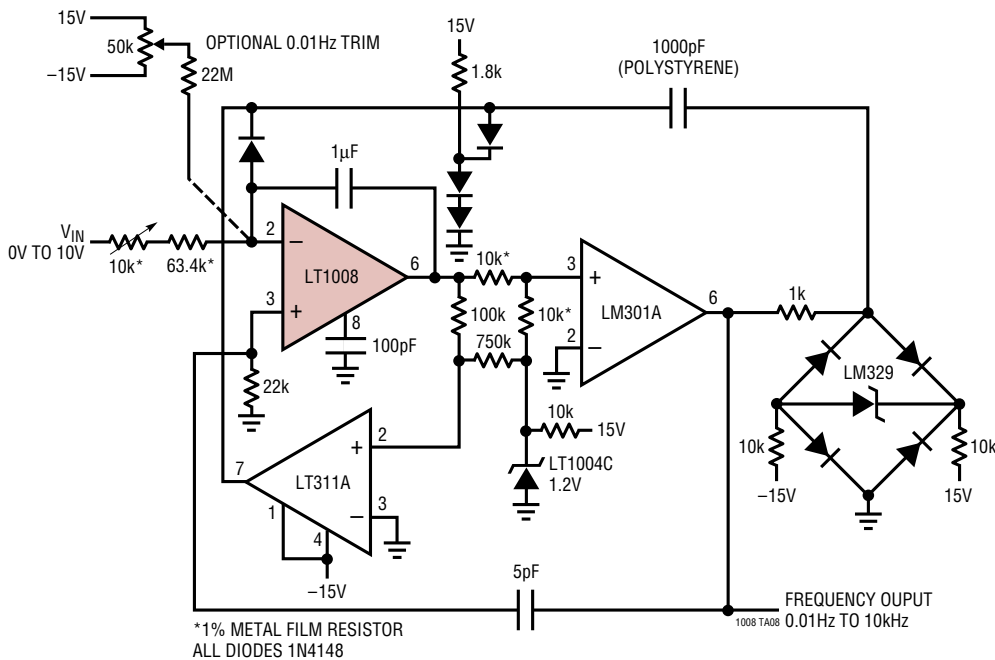 15V
50k
OPTIONAL 0.01Hz TRIM
–15V
22M
15V
1.8k
1000pF
(POLYSTYRENE)
1µF
VIN
0V TO 10V
10k*
63.4k*
2
–
LT1008
6
3
+
8
100pF
22k
10k*
100k
10k*
750k
3
+
LM301A
6
2
–
1k
LM329
10k
–15V
10k
15V
10k
15V
LT1004C
1.2V
2
+
7
LT311A
–
3
1
4
–15V
5pF
*1% METAL FILM RESISTOR
ALL DIODES 1N4148
FREQUENCY OUPUT
1008 TA08
0.01Hz TO 10kHz